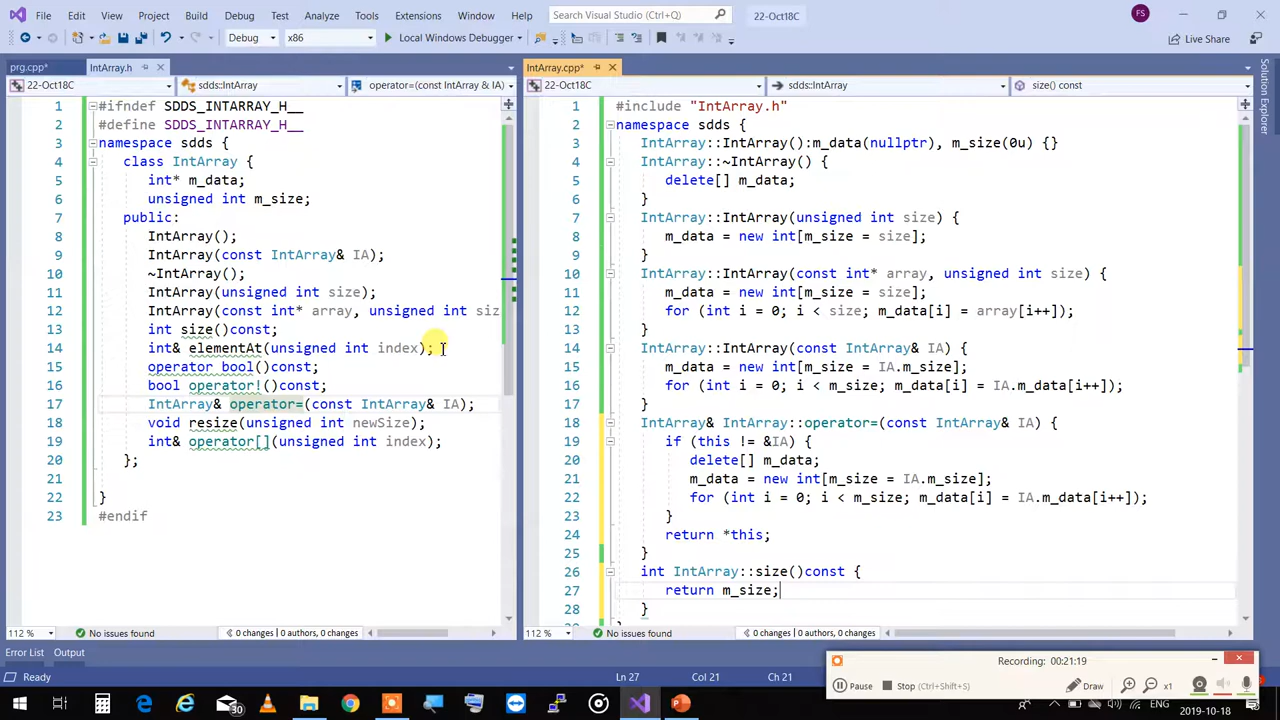 File Edit View Project Build Debug Team Tools Test Analyze Extensions Window Help Search Visual Studio 22-Oct18C FS
Debug x86 Local Windows Debugger Live Share
prg.cpp* IntArray.h IntArray.cpp*
22-Oct18C sdds::IntArray operator=(const IntArray & IA) 22-Oct18C sdds::IntArray size() const
1 #ifndef SDDS_INTARRAY_H__
2 #define SDDS_INTARRAY_H__
3 namespace sdds {
4 class IntArray {
5 int* m_data;
6 unsigned int m_size;
7 public:
8 IntArray();
9 IntArray(const IntArray& IA);
10 ~IntArray();
11 IntArray(unsigned int size);
12 IntArray(const int* array, unsigned int siz
13 int size()const;
14 int& elementAt(unsigned int index);
15 operator bool()const;
16 bool operator!()const;
17 IntArray& operator=(const IntArray& IA);
18 void resize(unsigned int newSize);
19 int& operator[](unsigned int index);
20 };
21
22 }
23 #endif
112 % No issues found 0 changes | 0 authors, 0 changes
1 #include "IntArray.h"
2 namespace sdds {
3 IntArray::IntArray():m_data(nullptr), m_size(0u) {}
4 IntArray::~IntArray() {
5 delete[] m_data;
6 }
7 IntArray::IntArray(unsigned int size) {
8 m_data = new int[m_size = size];
9 }
10 IntArray::IntArray(const int* array, unsigned int size) {
11 m_data = new int[m_size = size];
12 for (int i = 0; i < size; m_data[i] = array[i++]);
13 }
14 IntArray::IntArray(const IntArray& IA) {
15 m_data = new int[m_size = IA.m_size];
16 for (int i = 0; i < m_size; m_data[i] = IA.m_data[i++]);
17 }
18 IntArray& IntArray::operator=(const IntArray& IA) {
19 if (this != &IA) {
20 delete[] m_data;
21 m_data = new int[m_size = IA.m_size];
22 for (int i = 0; i < m_size; m_data[i] = IA.m_data[i++]);
23 }
24 return *this;
25 }
26 int IntArray::size()const {
27 return m_size;
28 }
112 % No issues found 0 changes | 0 authors, 0 changes
Solution Explorer
Error List Output
Ready Ln 27 Col 21 Ch 21
Recording: 00:21:19
Pause Stop (Ctrl+Shift+S) Draw x1
30 ENG 2019-10-18